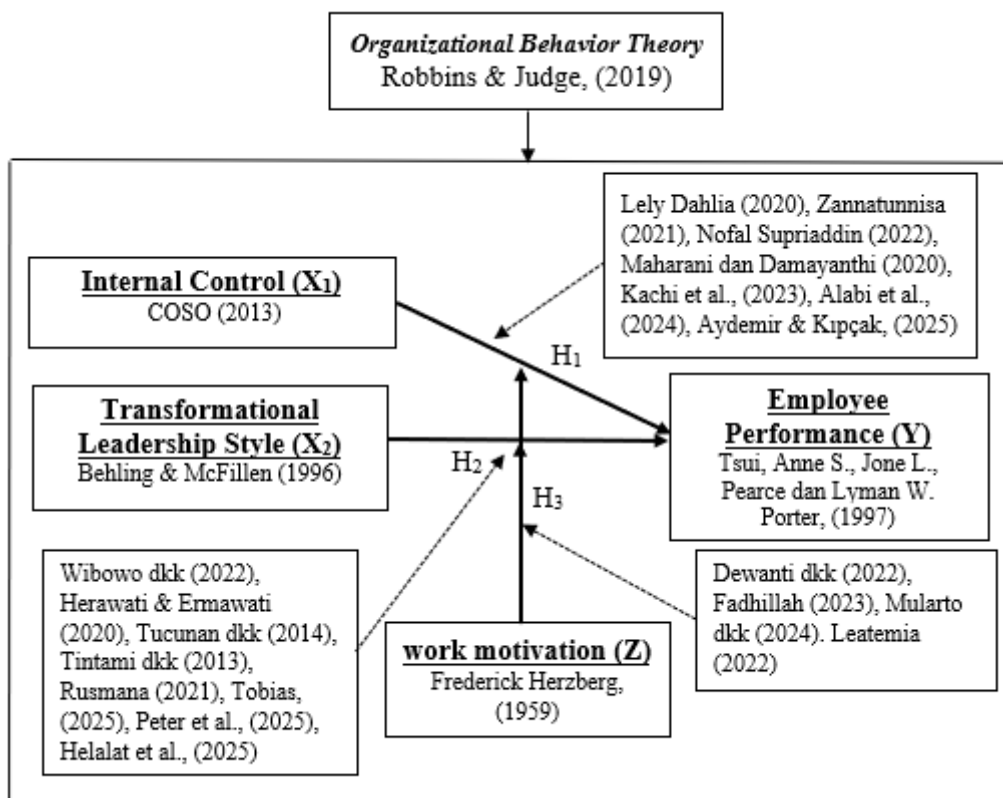 Organizational Behavior Theory
Robbins & Judge, (2019)
Lely Dahlia (2020), Zannatunnisa
(2021), Nofal Supriaddin (2022),
Maharani dan Damayanthi (2020),
Kachi et al., (2023), Alabi et al.,
(2024), Aydemir & Kıpçak, (2025)
Internal Control (X₁)
COSO (2013)
H₁
Transformational
Leadership Style (X₂)
Behling & McFillen (1996)
Employee
Performance (Y)
Tsui, Anne S., Jone L.,
Pearce dan Lyman W.
Porter, (1997)
H₂
H₃
Wibowo dkk (2022),
Herawati & Ermawati
(2020), Tucunan dkk (2014),
Tintami dkk (2013),
Rusmana (2021), Tobias,
(2025), Peter et al., (2025),
Helalat et al., (2025)
work motivation (Z)
Frederick Herzberg,
(1959)
Dewanti dkk (2022),
Fadhillah (2023), Mularto
dkk (2024). Leatemia
(2022)